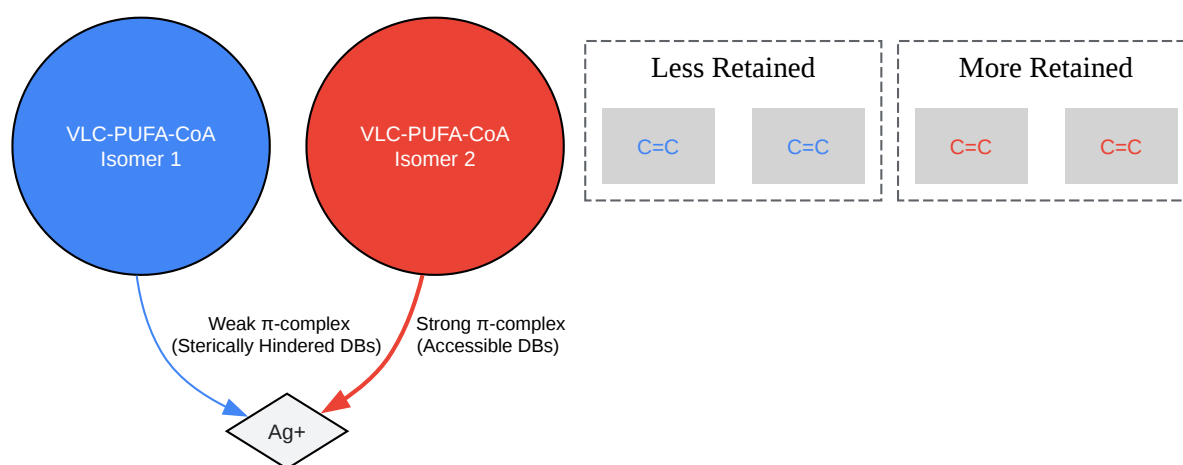 VLC-PUFA-CoA
Isomer 1
VLC-PUFA-CoA
Isomer 2
Less Retained
C=C
C=C
More Retained
C=C
C=C
Weak π-complex
(Sterically Hindered DBs)
Strong π-complex
(Accessible DBs)
Ag+